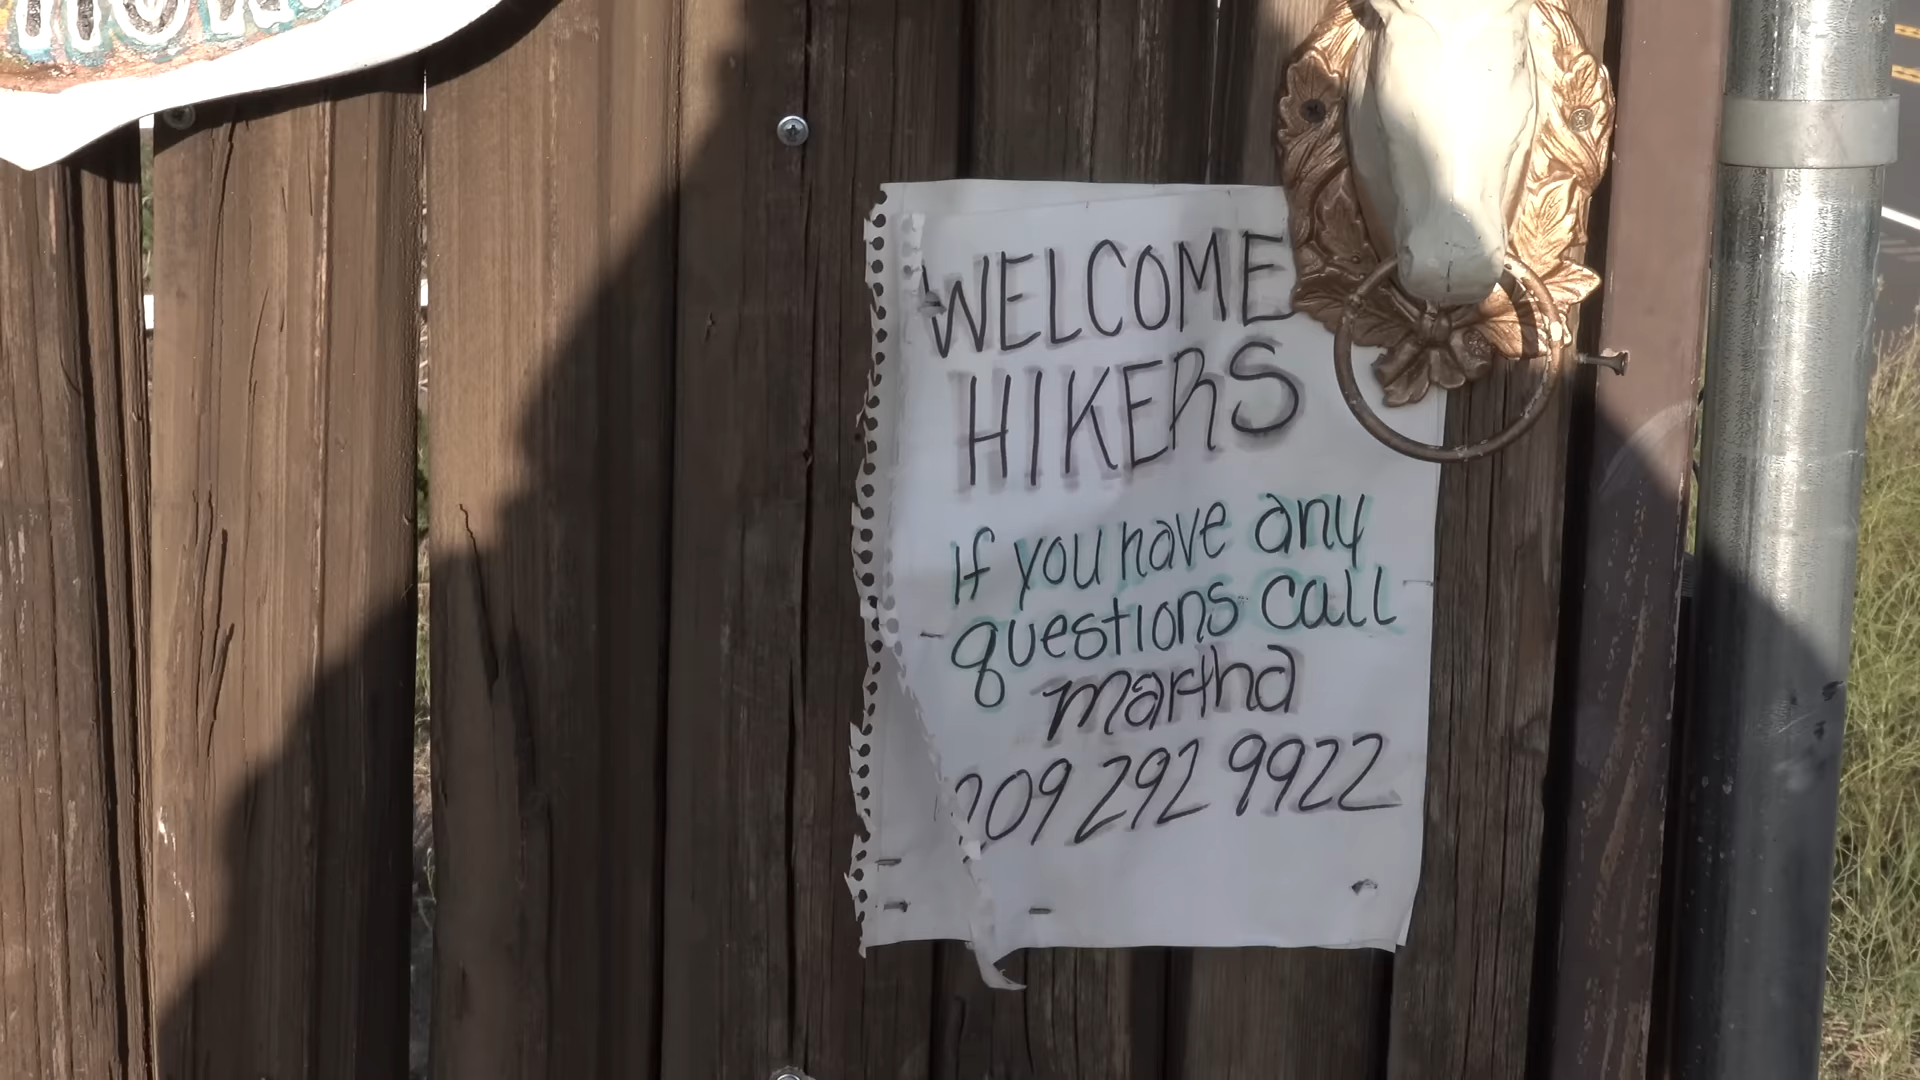 WELCOME
HIKERS
If you have any
questions call
martha
209 292 9922